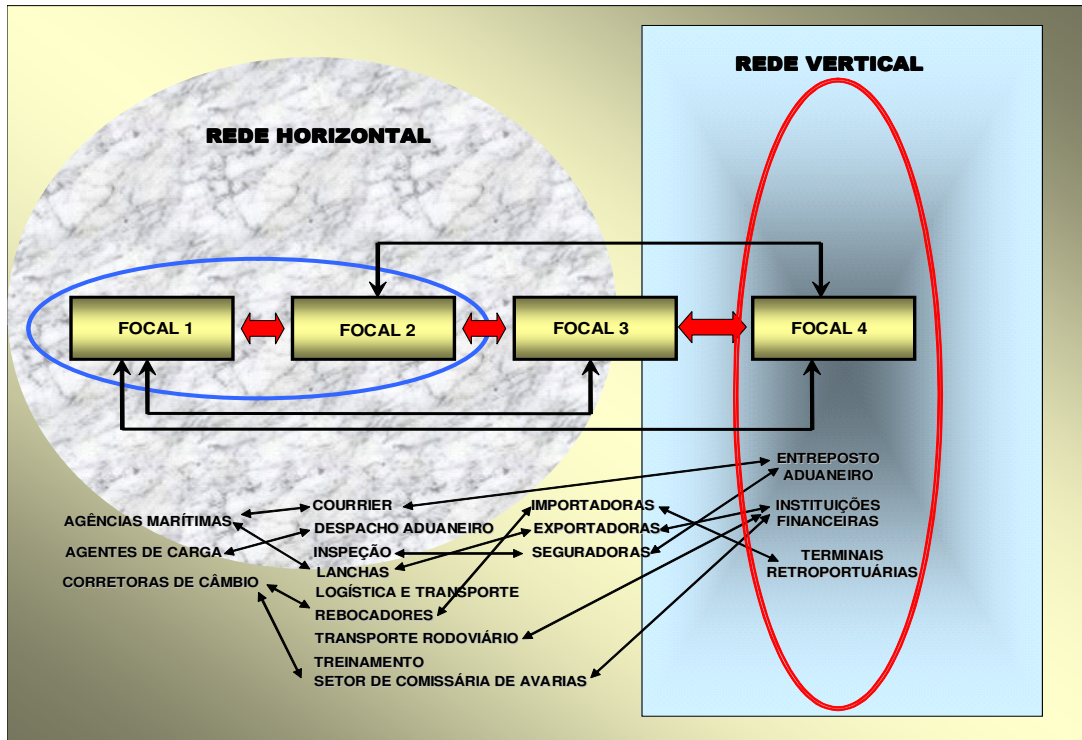 REDE VERTICAL
REDE HORIZONTAL
FOCAL 1
FOCAL 2
FOCAL 3
FOCAL 4
AGÊNCIAS MARÍTIMAS
AGENTES DE CARGA
CORRETORAS DE CÂMBIO
COURRIER
DESPACHO ADUANEIRO
INSPEÇÃO
LANCHAS
LOGÍSTICA E TRANSPORTE
REBOCADORES
TRANSPORTE RODOVIÁRIO
TREINAMENTO
SETOR DE COMISSÁRIA DE AVARIAS
IMPORTADORAS
EXPORTADORAS
SEGURADORAS
ENTREPOSTO
ADUANEIRO
INSTITUIÇÕES
FINANCEIRAS
TERMINAIS
RETROPORTUÁRIAS